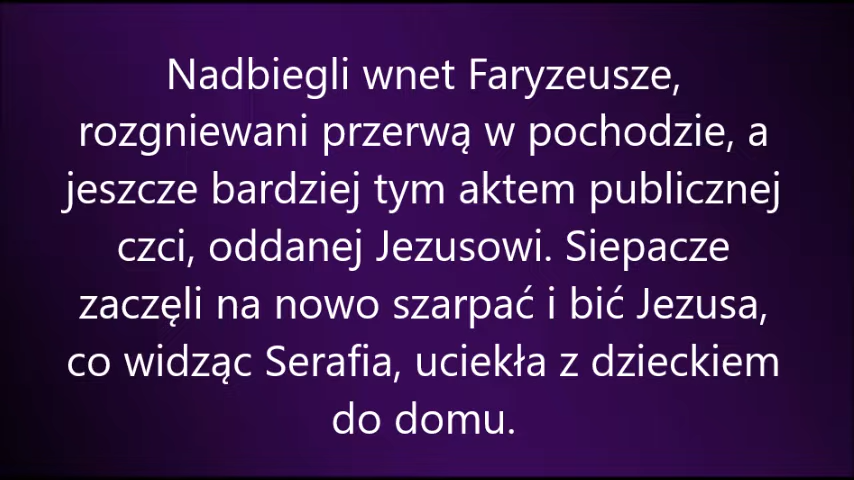 Nadbiegli wnet Faryzeusze,
rozgniewani przerwą w pochodzie, a
jeszcze bardziej tym aktem publicznej
czci, oddanej Jezusowi. Siepacze
zaczęli na nowo szarpać i bić Jezusa,
co widząc Serafia, uciekła z dzieckiem
do domu.